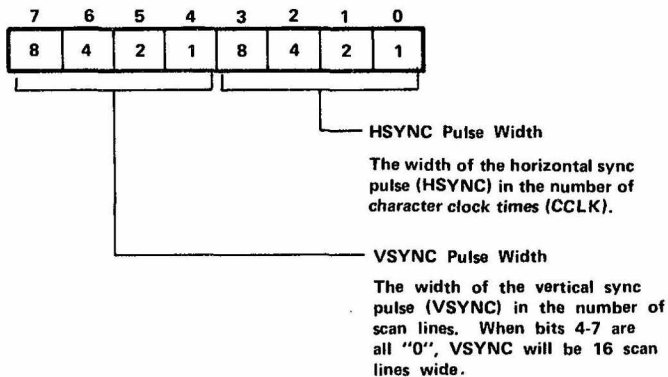 7 6 5 4 3 2 1 0
8 4 2 1 8 4 2 1
HSYNC Pulse Width
The width of the horizontal sync
pulse (HSYNC) in the number of
character clock times (CCLK).
VSYNC Pulse Width
The width of the vertical sync
pulse (VSYNC) in the number of
scan lines. When bits 4-7 are
all "0", VSYNC will be 16 scan
lines wide.